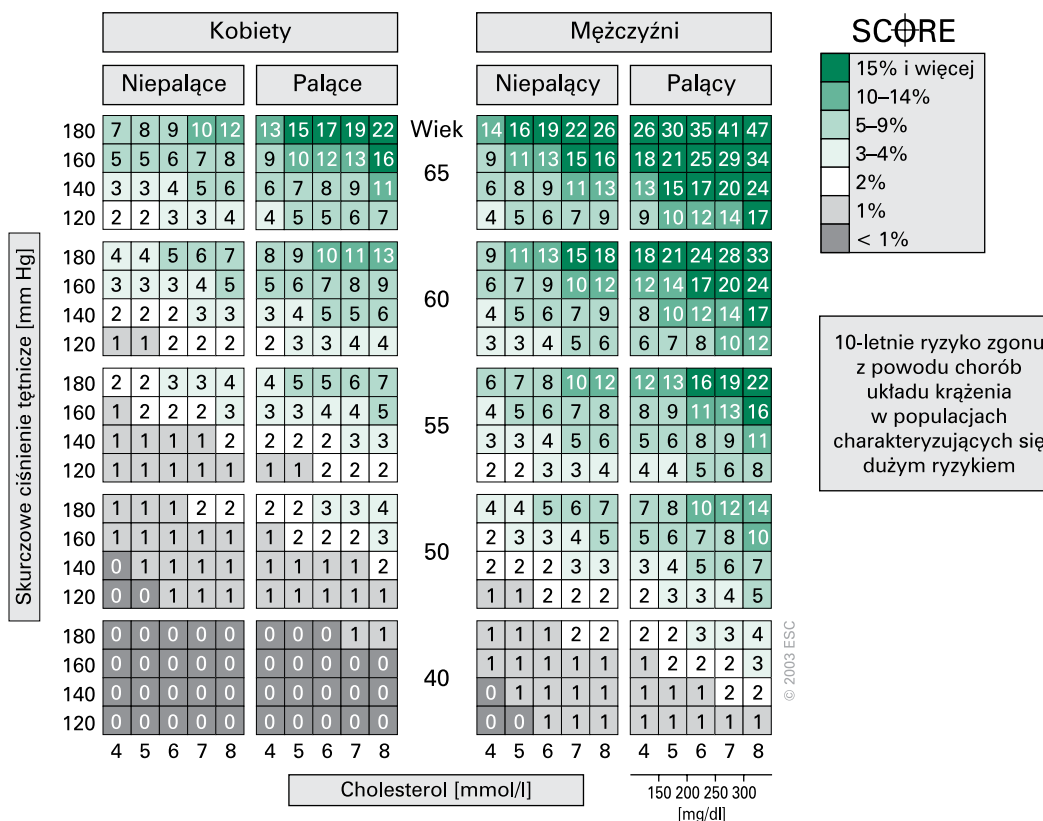 Kobiety Mężczyźni
SCORE
Niepalące Palące Niepalący Palący
15% i więcej
10–14%
5–9%
3–4%
2%
1%
< 1%
Skurczowe ciśnienie tętnicze [mm Hg]
Wiek
180 7 8 9 10 12 13 15 17 19 22 14 16 19 22 26 26 30 35 41 47
160 5 5 6 7 8 9 10 12 13 16 65 9 11 13 15 16 18 21 25 29 34
140 3 3 4 5 6 6 7 8 9 11 6 8 9 11 13 13 15 17 20 24
120 2 2 3 3 4 4 5 5 6 7 4 5 6 7 9 9 10 12 14 17
180 4 4 5 6 7 8 9 10 11 13 9 11 13 15 18 18 21 24 28 33
160 3 3 3 4 5 5 6 7 8 9 60 6 7 9 10 12 12 14 17 20 24
140 2 2 2 3 3 3 4 5 5 6 4 5 6 7 9 8 10 12 14 17
120 1 1 2 2 2 2 3 3 4 4 3 3 4 5 6 6 7 8 10 12
180 2 2 3 3 4 4 5 5 6 7 6 7 8 10 12 12 13 16 19 22
160 1 2 2 2 3 3 3 4 4 5 55 4 5 6 7 8 8 9 11 13 16
140 1 1 1 1 2 2 2 2 3 3 3 3 4 5 6 5 6 8 9 11
120 1 1 1 1 1 1 1 2 2 2 2 2 3 3 4 4 4 5 6 8
180 1 1 1 2 2 2 2 3 3 4 4 4 5 6 7 7 8 10 12 14
160 1 1 1 1 1 1 2 2 2 3 50 2 3 3 4 5 5 6 7 8 10
140 0 1 1 1 1 1 1 1 1 2 2 2 2 3 3 3 4 5 6 7
120 0 0 1 1 1 1 1 1 1 1 1 1 2 2 2 2 3 3 4 5
180 0 0 0 0 0 0 0 0 1 1 1 1 1 2 2 2 2 3 3 4
160 0 0 0 0 0 0 0 0 0 0 40 1 1 1 1 1 1 2 2 2 3
140 0 0 0 0 0 0 0 0 0 0 0 1 1 1 1 1 1 1 2 2
120 0 0 0 0 0 0 0 0 0 0 0 0 1 1 1 1 1 1 1 1
4 5 6 7 8 4 5 6 7 8 4 5 6 7 8 4 5 6 7 8
Cholesterol [mmol/l]
150 200 250 300
[mg/dl]
10-letnie ryzyko zgonu
z powodu chorób
układu krążenia
w populacjach
charakteryzujących się
dużym ryzykiem
© 2003 ESC